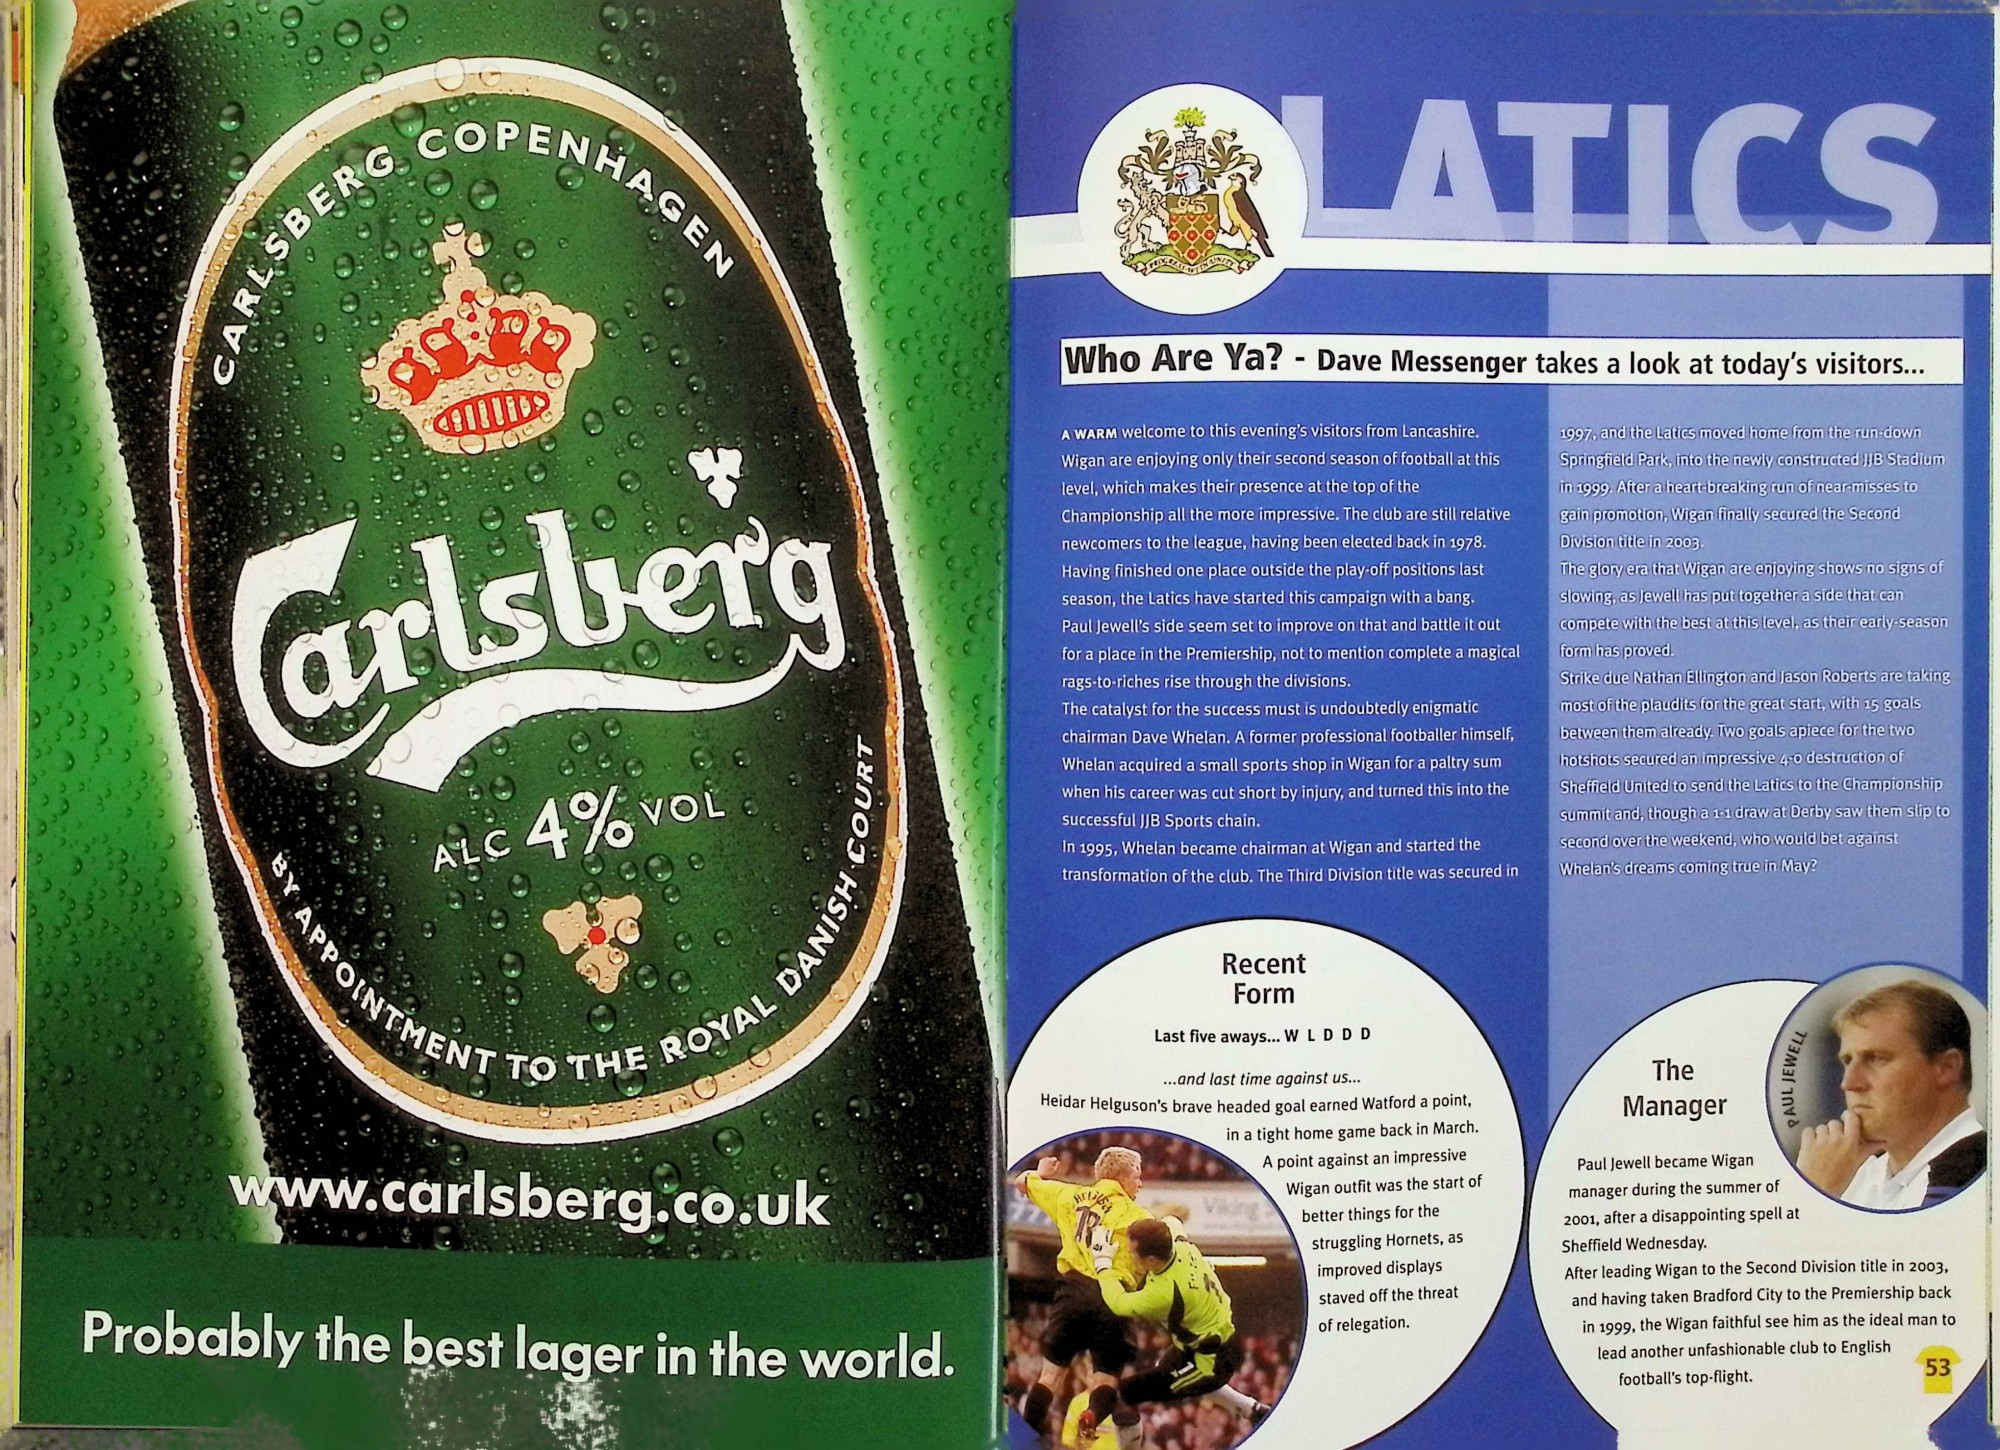 CARLSBERG COPENHAGEN
Carlsberg
ALC 4% VOL
BY APPOINTMENT TO THE ROYAL DANISH COURT
www.carlsberg.co.uk
Probably the best lager in the world.
LATICS
PROGRESS WITH UNITY
Who Are Ya? - Dave Messenger takes a look at today's visitors...
A WARM welcome to this evening's visitors from Lancashire.
Wigan are enjoying only their second season of football at this
level, which makes their presence at the top of the
Championship all the more impressive. The club are still relative
newcomers to the league, having been elected back in 1978.
Having finished one place outside the play-off positions last
season, the Latics have started this campaign with a bang.
Paul Jewell's side seem set to improve on that and battle it out
for a place in the Premiership, not to mention complete a magical
rags-to-riches rise through the divisions.
The catalyst for the success must is undoubtedly enigmatic
chairman Dave Whelan. A former professional footballer himself,
Whelan acquired a small sports shop in Wigan for a paltry sum
when his career was cut short by injury, and turned this into the
successful JJB Sports chain.
In 1995, Whelan became chairman at Wigan and started the
transformation of the club. The Third Division title was secured in
1997, and the Latics moved home from the run-down
Springfield Park, into the newly constructed JJB Stadium
in 1999. After a heart-breaking run of near-misses to
gain promotion, Wigan finally secured the Second
Division title in 2003.
The glory era that Wigan are enjoying shows no signs of
slowing, as Jewell has put together a side that can
compete with the best at this level, as their early-season
form has proved.
Strike due Nathan Ellington and Jason Roberts are taking
most of the plaudits for the great start, with 15 goals
between them already. Two goals apiece for the two
hotshots secured an impressive 4-0 destruction of
Sheffield United to send the Latics to the Championship
summit and, though a 1-1 draw at Derby saw them slip to
second over the weekend, who would bet against
Whelan's dreams coming true in May?
Recent
Form
Last five aways... W L D D D
...and last time against us...
Heidar Helguson's brave headed goal earned Watford a point,
in a tight home game back in March.
A point against an impressive
Wigan outfit was the start of
better things for the
struggling Hornets, as
improved displays
staved off the threat
of relegation.
Viking
18
1
The
Manager
PAUL JEWELL
Paul Jewell became Wigan
manager during the summer of
2001, after a disappointing spell at
Sheffield Wednesday.
After leading Wigan to the Second Division title in 2003,
and having taken Bradford City to the Premiership back
in 1999, the Wigan faithful see him as the ideal man to
lead another unfashionable club to English
football's top-flight.
53